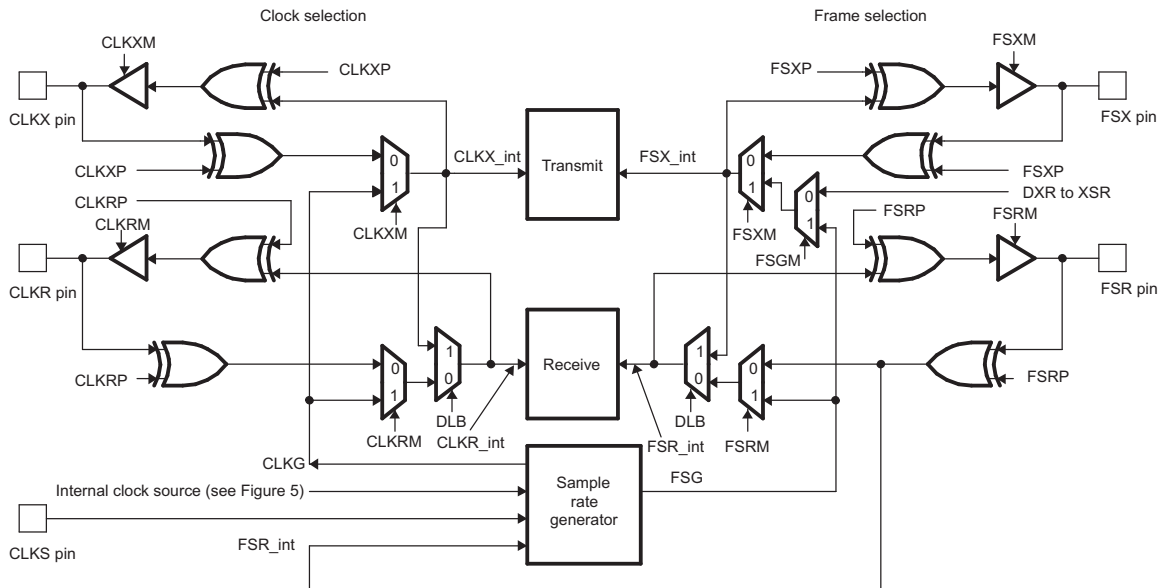 Clock selection
Frame selection
CLKXM
FSXM
CLKXP
FSXP
CLKX pin
FSX pin
CLKX_int
Transmit
FSX_int
0
1
0
1
CLKXP
FSXP
DXR to XSR
0
1
CLKRP
FSRP
CLKRM
FSRM
CLKXM
FSXM
FSGM
CLKR pin
FSR pin
1
0
Receive
1
0
0
1
0
1
CLKRP
FSRP
DLB
DLB
CLKRM
CLKR_int
FSR_int
FSRM
CLKG
FSG
Internal clock source (see Figure 5)
Sample
rate
generator
CLKS pin
FSR_int